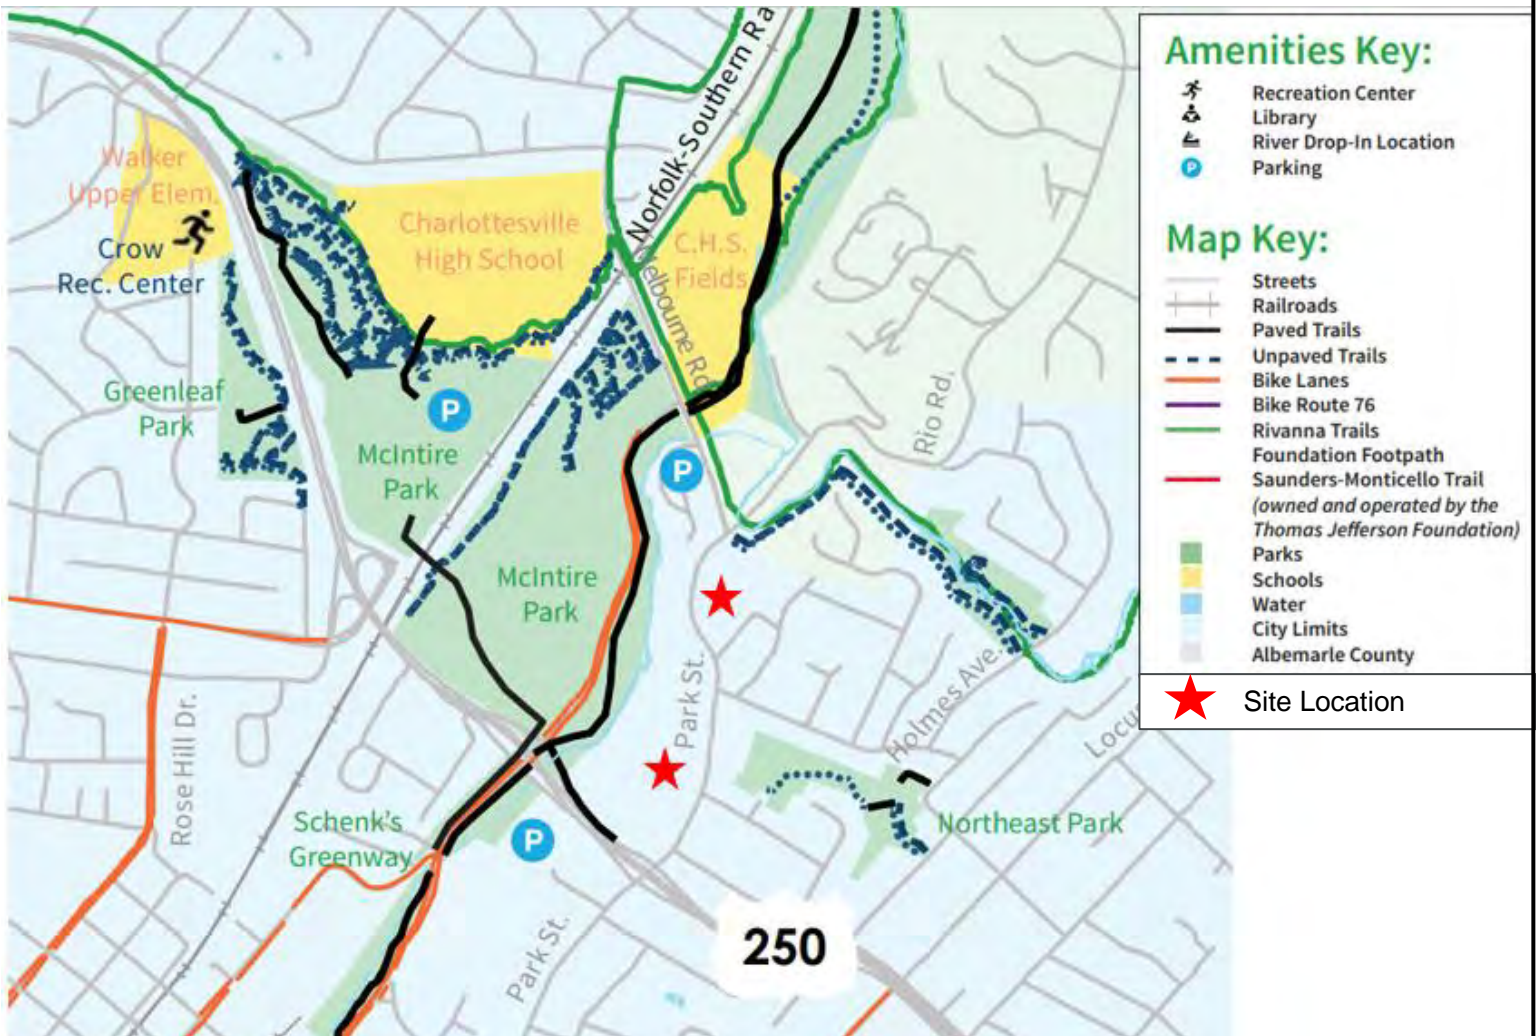 Walker
Upper Elem.
Crow
Rec. Center
Charlottesville
High School
Norfolk-Southern Ra
C.H.S.
Fields
elbourne Rd
Greenleaf
Park
P
McIntire
Park
Rio Rd.
P
McIntire
Park
Park St.
Holmes Ave.
Locu
Rose Hill Dr.
Schenk's
Greenway
P
Northeast Park
Park St.
250
Amenities Key:
Recreation Center
Library
River Drop-In Location
P Parking
Map Key:
Streets
Railroads
Paved Trails
Unpaved Trails
Bike Lanes
Bike Route 76
Rivanna Trails
Foundation Footpath
Saunders-Monticello Trail
(owned and operated by the
Thomas Jefferson Foundation)
Parks
Schools
Water
City Limits
Albemarle County
Site Location